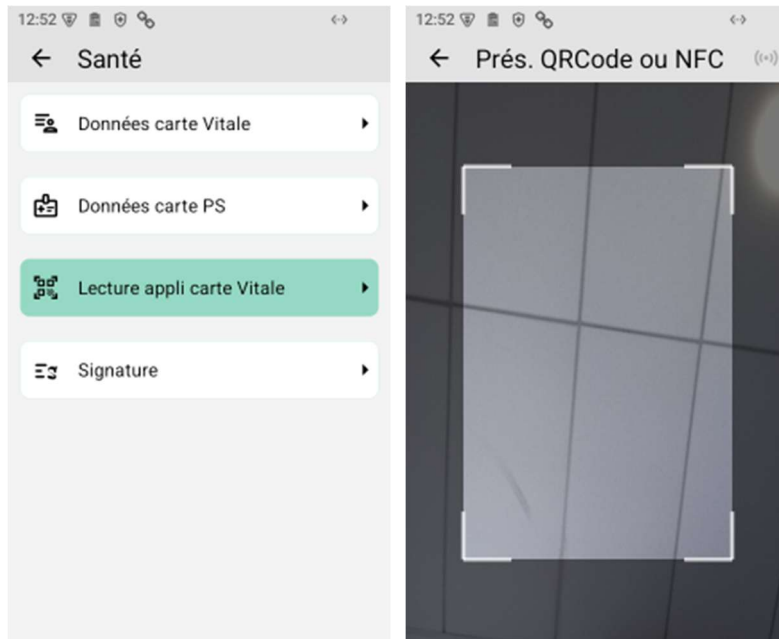 12:52
Santé
Données carte Vitale
Données carte PS
Lecture appli carte Vitale
Signature
12:52
Prés. QRCode ou NFC